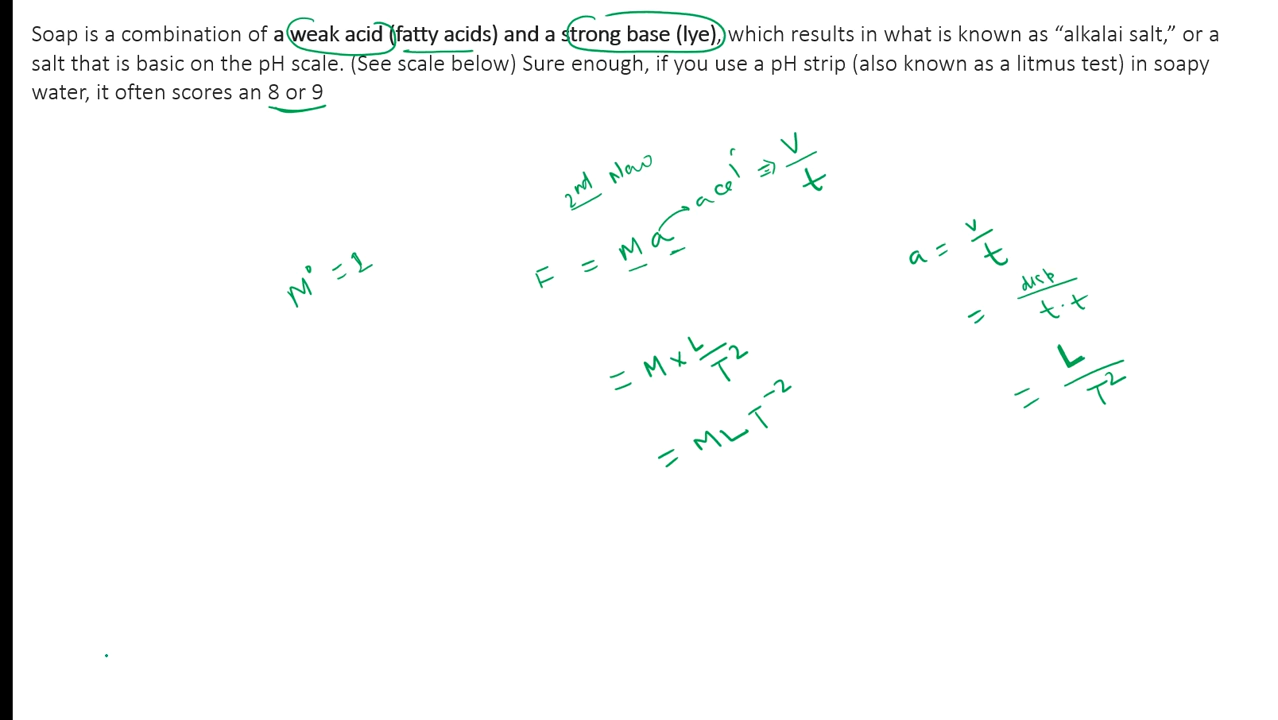 Soap is a combination of a weak acid (fatty acids) and a strong base (lye), which results in what is known as “alkalai salt,” or a
salt that is basic on the pH scale. (See scale below) Sure enough, if you use a pH strip (also known as a litmus test) in soapy
water, it often scores an 8 or 9
2nd
accl ⇒ V/t
F = Ma
M⁰ = 1
a = v/t
= disp/t·t
= M × L/T²
= L/T²
= MLT⁻²